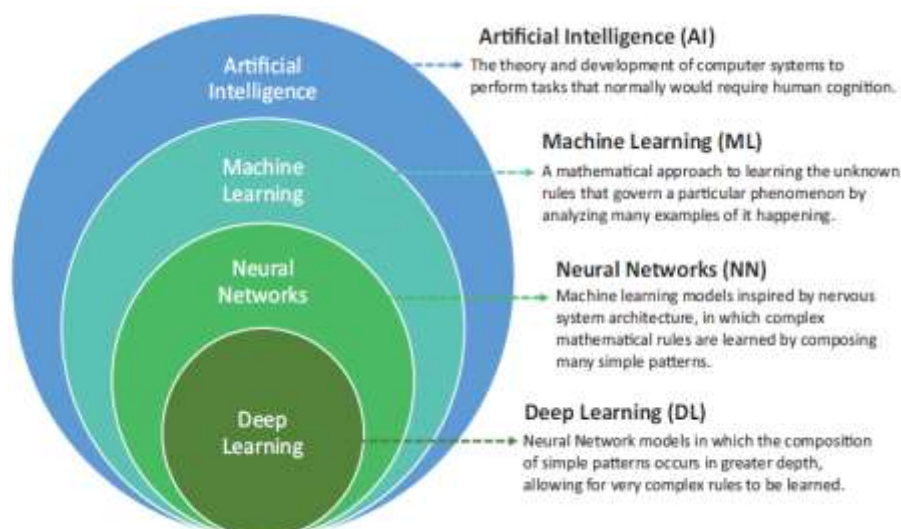 Artificial
Intelligence
Machine
Learning
Neural
Networks
Deep
Learning
Artificial Intelligence (AI)
The theory and development of computer systems to
perform tasks that normally would require human cognition.
Machine Learning (ML)
A mathematical approach to learning the unknown
rules that govern a particular phenomenon by
analyzing many examples of it happening.
Neural Networks (NN)
Machine learning models inspired by nervous
system architecture, in which complex
mathematical rules are learned by composing
many simple patterns.
Deep Learning (DL)
Neural Network models in which the composition
of simple patterns occurs in greater depth,
allowing for very complex rules to be learned.